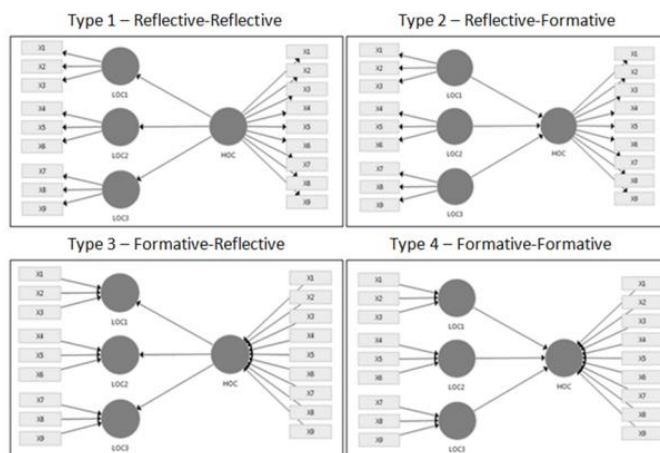 Type 1 – Reflective-Reflective
X1
X2
X3
LOC1
X4
X5
X6
LOC2
X7
X8
X9
LOC3
HOC
X1
X2
X3
X4
X5
X6
X7
X8
X9
Type 2 – Reflective-Formative
X1
X2
X3
LOC1
X4
X5
X6
LOC2
X7
X8
X9
LOC3
HOC
X1
X2
X3
X4
X5
X6
X7
X8
X9
Type 3 – Formative-Reflective
X1
X2
X3
LOC1
X4
X5
X6
LOC2
X7
X8
X9
LOC3
HOC
X1
X2
X3
X4
X5
X6
X7
X8
X9
Type 4 – Formative-Formative
X1
X2
X3
LOC1
X4
X5
X6
LOC2
X7
X8
X9
LOC3
HOC
X1
X2
X3
X4
X5
X6
X7
X8
X9